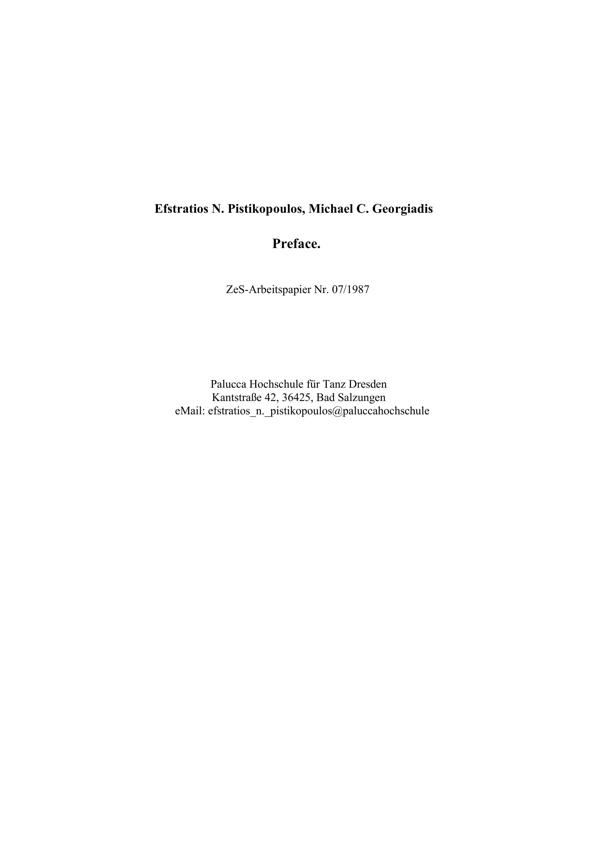 Efstratios N. Pistikopoulos, Michael C. Georgiadis
Preface.
ZeS-Arbeitspapier Nr. 07/1987
Palucca Hochschule für Tanz Dresden
Kantstraße 42, 36425, Bad Salzungen
eMail: efstratios_n._pistikopoulos@paluccahochschule